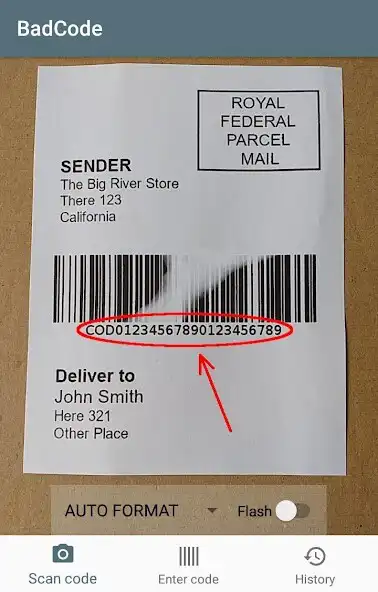 BadCode
ROYAL
FEDERAL
PARCEL
MAIL
SENDER
The Big River Store
There 123
California
COD01234567890123456789
Deliver to
John Smith
Here 321
Other Place
AUTO FORMAT
Flash
Scan code
Enter code
History